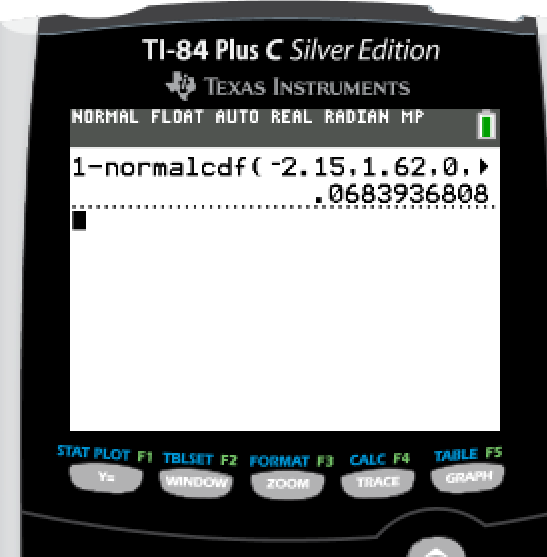 TI-84 Plus C Silver Edition
TEXAS INSTRUMENTS
NORMAL FLOAT AUTO REAL RADIAN MP
1-normalcdf(⁻2.15,1.62,0,▶
.0683936808
STAT PLOT F1 TBLSET F2 FORMAT F3 CALC F4 TABLE F5
Y= WINDOW ZOOM TRACE GRAPH